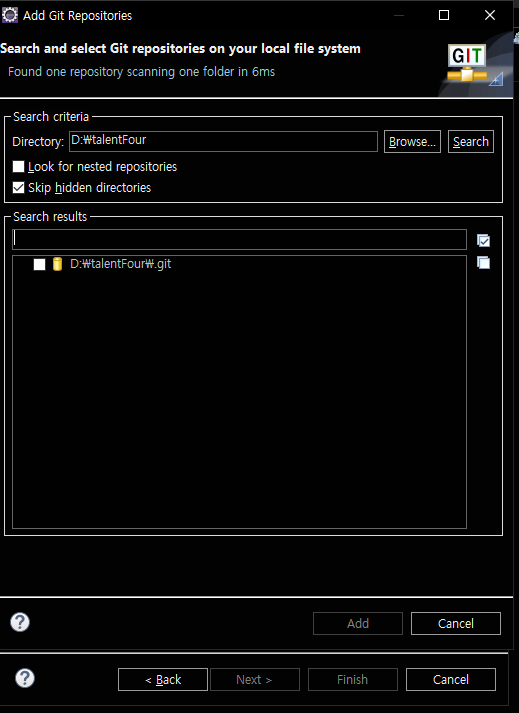 Add Git Repositories
Search and select Git repositories on your local file system
Found one repository scanning one folder in 6ms
GIT
Search criteria
Directory: D:₩talentFour Browse... Search
Look for nested repositories
Skip hidden directories
Search results
D:₩talentFour₩.git
Add Cancel
< Back Next > Finish Cancel